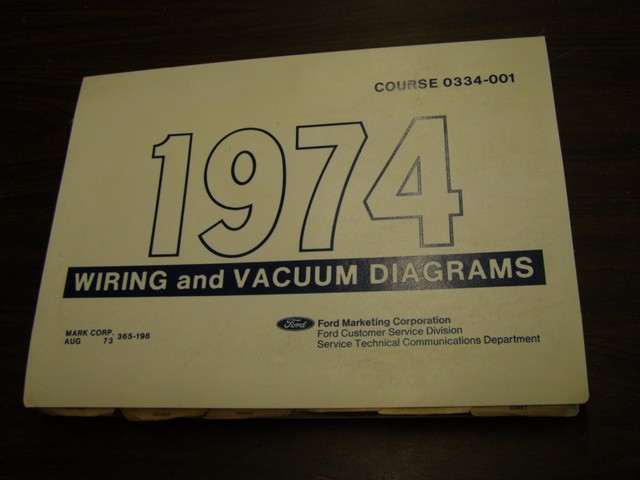 COURSE 0334-001
1974
WIRING and VACUUM DIAGRAMS
MARK CORP. 365-198
AUG 73
Ford
Ford Marketing Corporation
Ford Customer Service Division
Service Technical Communications Department